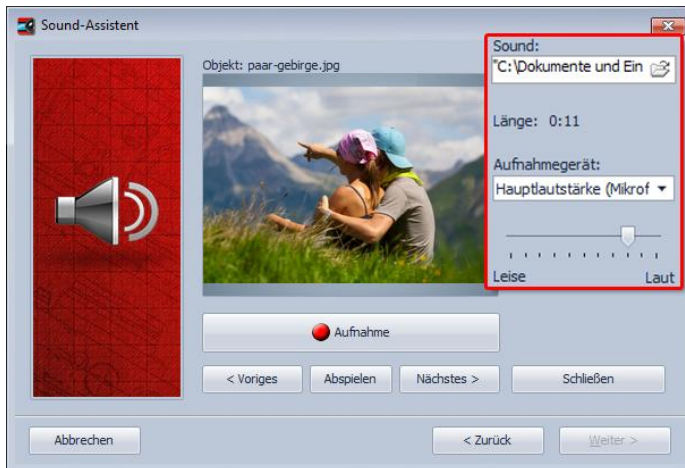 Sound-Assistent
Sound:
Objekt: paar-gebirge.jpg
"C:\Dokumente und Ein
Länge: 0:11
Aufnahmegerät:
Hauptlautstärke (Mikrof
Leise Laut
Aufnahme
< Voriges Abspielen Nächstes > Schließen
Abbrechen < Zurück Weiter >